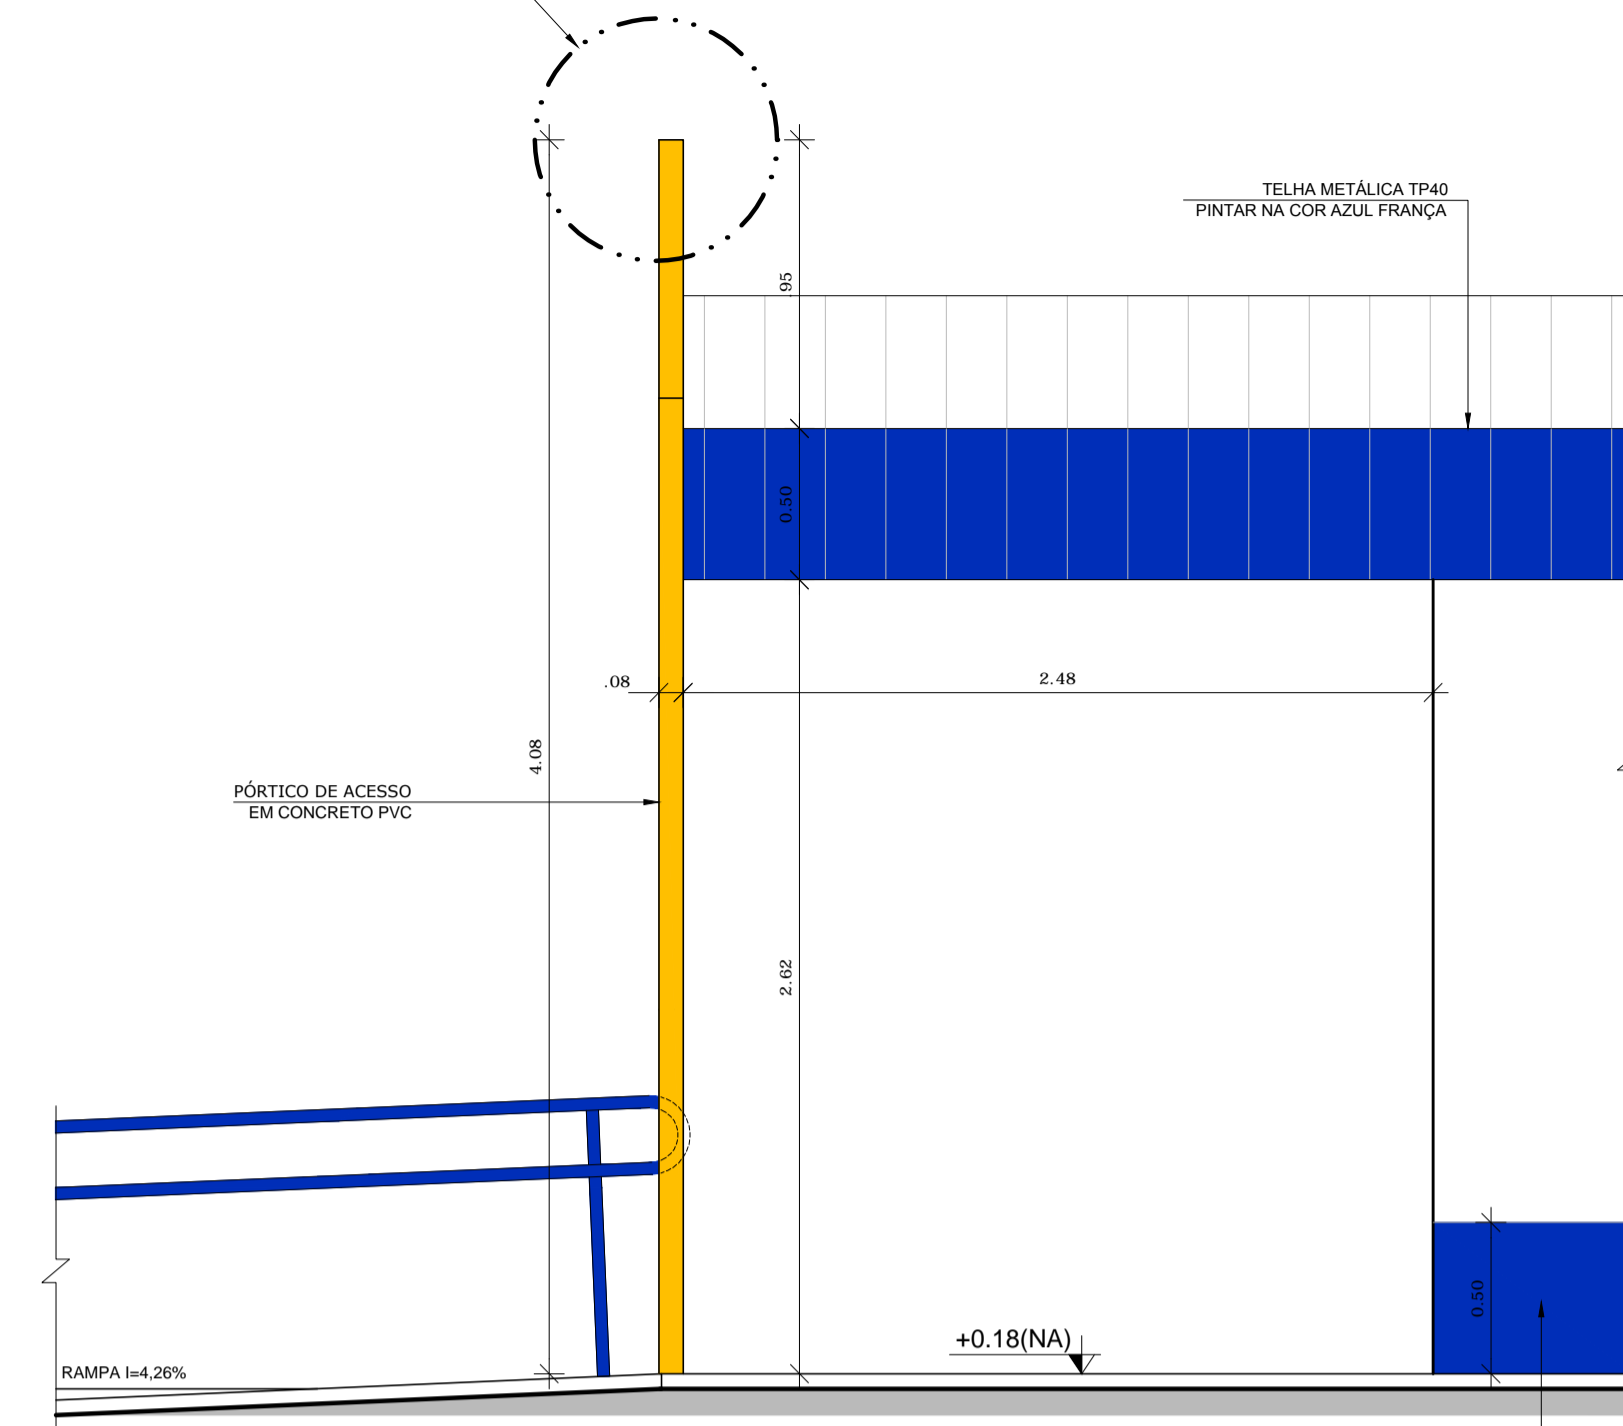 TELHA METÁLICA TP40
PINTAR NA COR AZUL FRANÇA
.95
0.50
.08
2.48
4.08
PÓRTICO DE ACESSO
EM CONCRETO PVC
2.62
0.50
+0.18(NA)
RAMPA I=4,26%